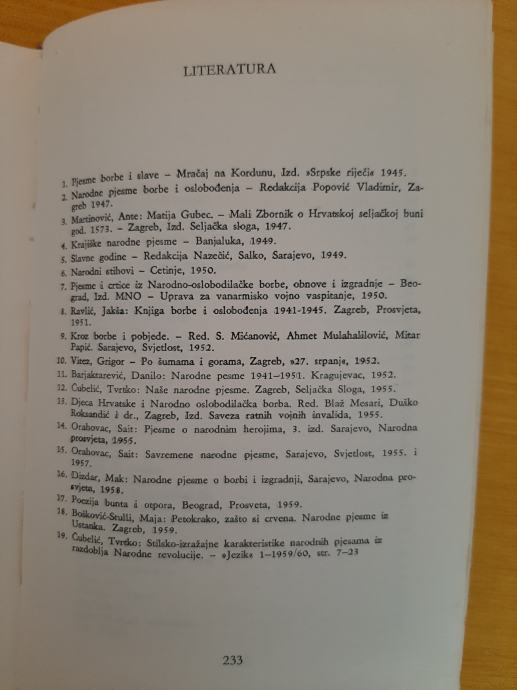 LITERATURA
1. Pjesme borbe i slave – Mračaj na Kordunu, Izd. »Srpske riječi« 1945.
2. Narodne pjesme borbe i oslobođenja – Redakcija Popović Vladimir, Za-
greb 1947.
3. Martinović, Ante: Matija Gubec. – Mali Zbornik o Hrvatskoj seljačkoj buni
god. 1573. – Zagreb, Izd. Seljačka sloga, 1947.
4. Krajiške narodne pjesme – Banjaluka, 1949.
5. Slavne godine – Redakcija Nazečić, Salko, Sarajevo, 1949.
6. Narodni stihovi – Cetinje, 1950.
7. Pjesme i crtice iz Narodno-oslobodilačke borbe, obnove i izgradnje – Beo-
grad, Izd. MNO – Uprava za vanarmisko vojno vaspitanje, 1950.
8. Ravlić, Jakša: Knjiga borbe i oslobođenja 1941-1945. Zagreb, Prosvjeta,
1951.
9. Kroz borbe i pobjede. – Red. S. Mićanović, Ahmet Mulahalilović, Mitar
Papić. Sarajevo, Svjetlost, 1952.
10. Vitez, Grigor – Po šumama i gorama, Zagreb, »27. srpanj«, 1952.
11. Barjaktarević, Danilo: Narodne pesme 1941–1951. Kragujevac, 1952.
12. Čubelić, Tvrtko: Naše narodne pjesme. Zagreb, Seljačka Sloga, 1955.
13. Djeca Hrvatske i Narodno oslobodilačka borba. Red. Blaž Mesari, Duško
Roksandić i dr., Zagreb, Izd. Saveza ratnih vojnih invalida, 1955.
14. Orahovac, Sait: Pjesme o narodnim herojima, 3. izd. Sarajevo, Narodna
prosvjeta, 1955.
15. Orahovac, Sait: Savremene narodne pjesme, Sarajevo, Svjetlost, 1955. i
1957.
16. Dizdar, Mak: Narodne pjesme o borbi i izgradnji, Sarajevo, Narodna pro-
svjeta, 1958.
17. Poezija bunta i otpora, Beograd, Prosveta, 1959.
18. Bošković-Stulli, Maja: Petokrako, zašto si crvena. Narodne pjesme iz
Ustanka. Zagreb, 1959.
19. Čubelić, Tvrtko: Stilsko-izražajne karakteristike narodnih pjesama iz
razdoblja Narodne revolucije. – »Jezik« 1–1959/60, str. 7–23
233